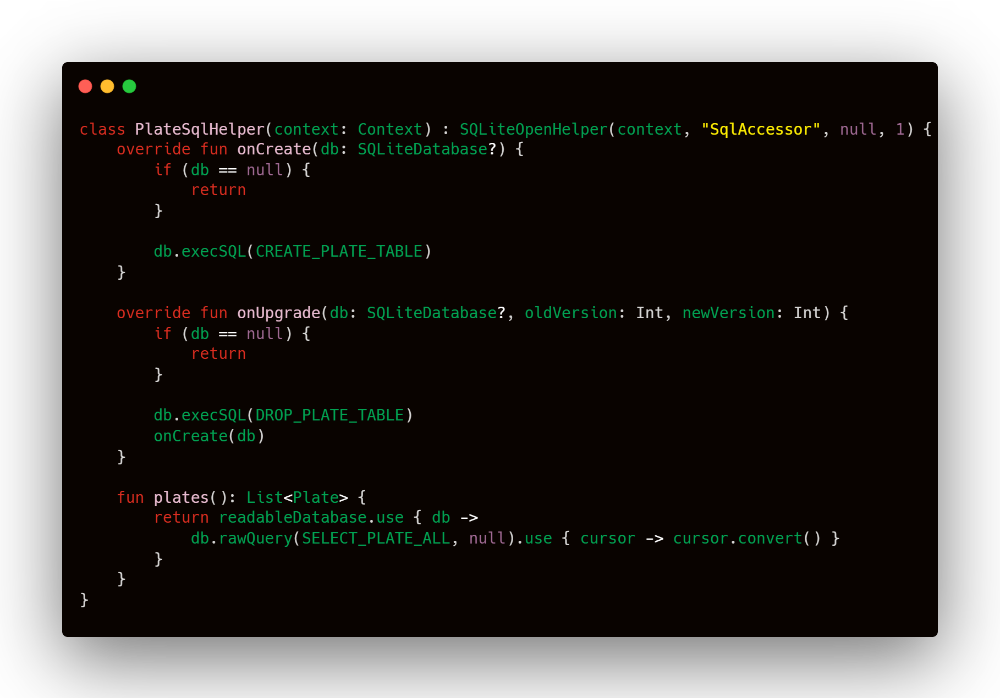 class PlateSqlHelper(context: Context) : SQLiteOpenHelper(context, "SqlAccessor", null, 1) {
    override fun onCreate(db: SQLiteDatabase?) {
        if (db == null) {
            return
        }

        db.execSQL(CREATE_PLATE_TABLE)
    }

    override fun onUpgrade(db: SQLiteDatabase?, oldVersion: Int, newVersion: Int) {
        if (db == null) {
            return
        }

        db.execSQL(DROP_PLATE_TABLE)
        onCreate(db)
    }

    fun plates(): List<Plate> {
        return readableDatabase.use { db ->
            db.rawQuery(SELECT_PLATE_ALL, null).use { cursor -> cursor.convert() }
        }
    }
}